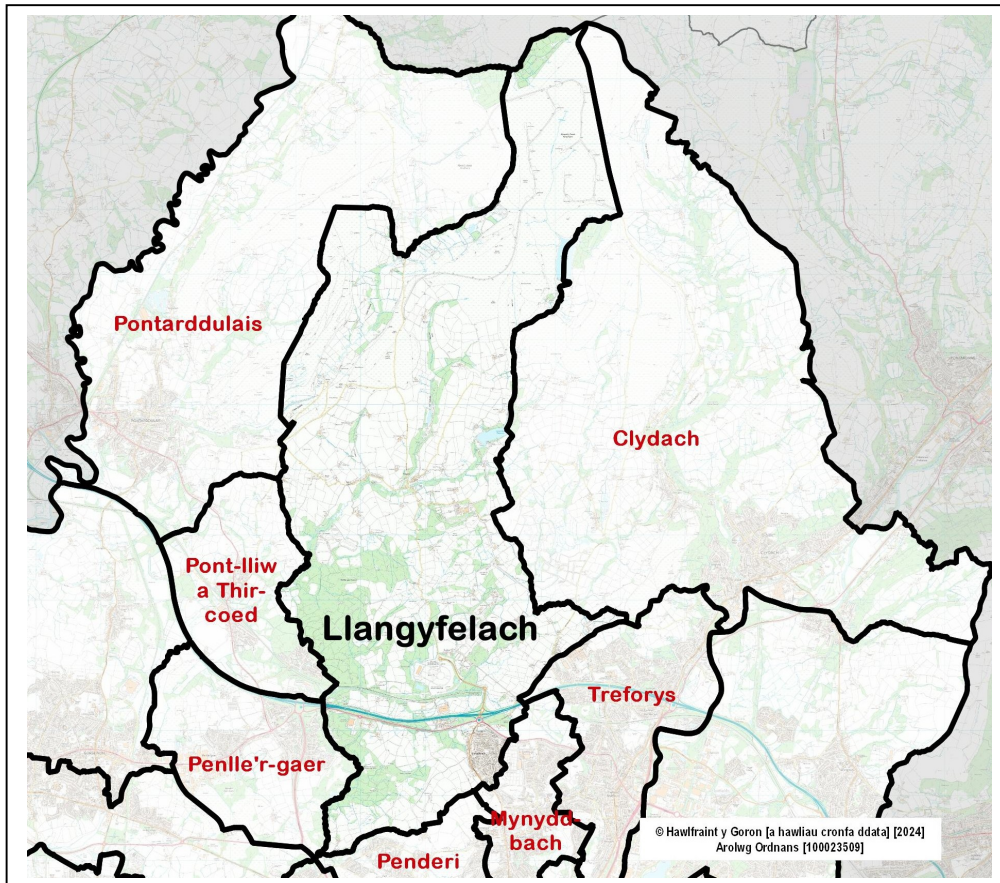 Pontarddulais
Clydach
Pont-lliw
a Thir-
coed
Llangyfelach
Treforys
Penlle'r-gaer
Mynydd-
bach
Penderi
© Hawlfraint y Goron [a hawliau cronfa ddata] [2024]
Arolwg Ordnans [100023509]